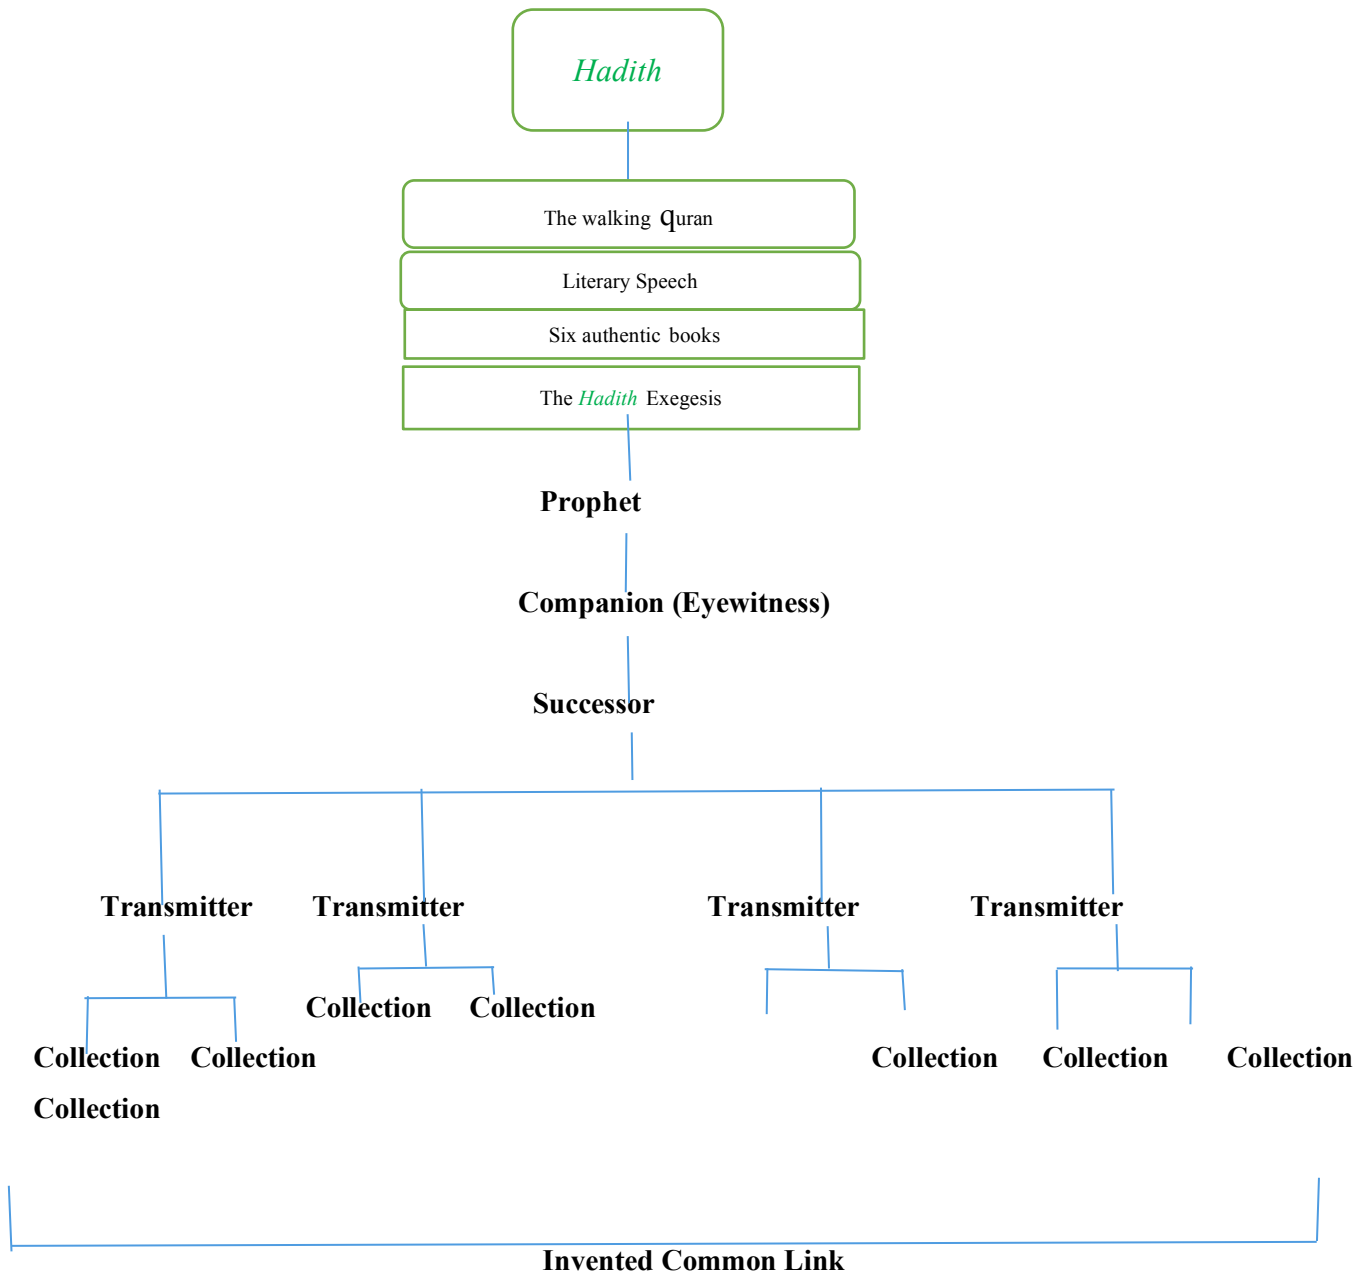 Hadith
The walking quran
Literary Speech
Six authentic books
The Hadith Exegesis
Prophet
Companion (Eyewitness)
Successor
Transmitter Transmitter Transmitter Transmitter
Collection Collection
Collection Collection Collection Collection Collection
Collection
Invented Common Link